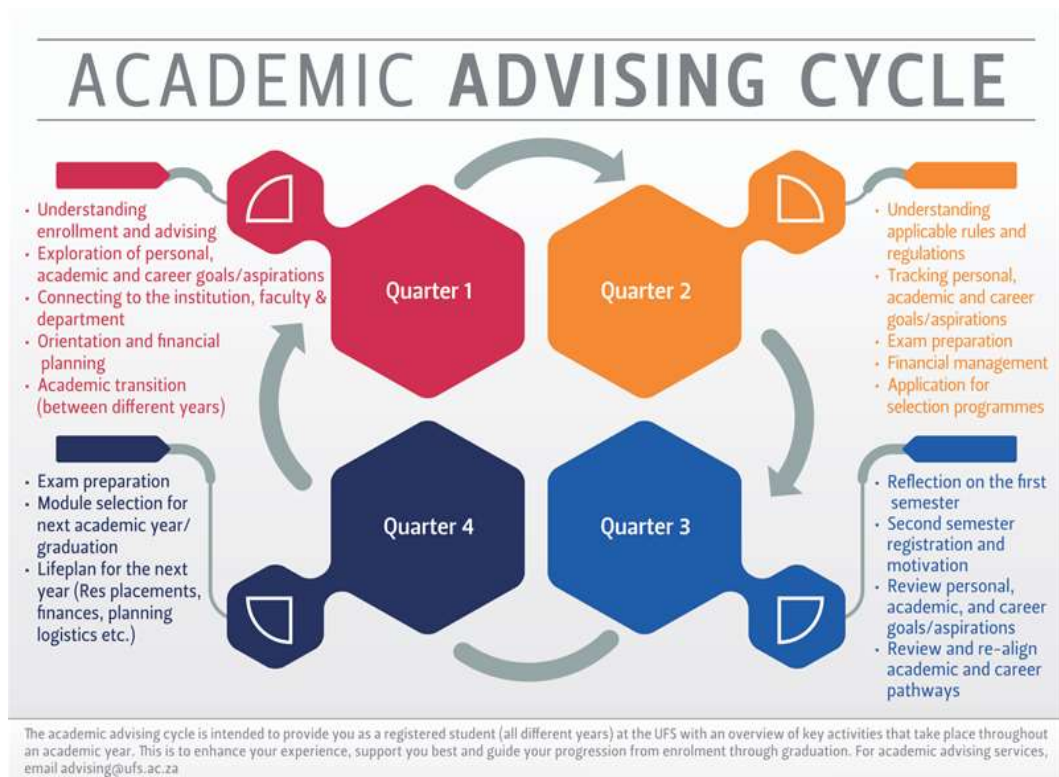 ACADEMIC ADVISING CYCLE
Quarter 1
• Understanding
enrollment and advising
• Exploration of personal,
academic and career goals/aspirations
• Connecting to the institution, faculty &
department
• Orientation and financial
planning
• Academic transition
(between different years)
Quarter 2
• Understanding
applicable rules and
regulations
• Tracking personal,
academic and career
goals/aspirations
• Exam preparation
• Financial management
• Application for
selection programmes
Quarter 3
• Reflection on the first
semester
• Second semester
registration and
motivation
• Review personal,
academic, and career
goals/aspirations
• Review and re-align
academic and career
pathways
Quarter 4
• Exam preparation
• Module selection for
next academic year/
graduation
• Lifeplan for the next
year (Res placements,
finances, planning
logistics etc.)
The academic advising cycle is intended to provide you as a registered student (all different years) at the UFS with an overview of key activities that take place throughout
an academic year. This is to enhance your experience, support you best and guide your progression from enrolment through graduation. For academic advising services,
email advising@ufs.ac.za